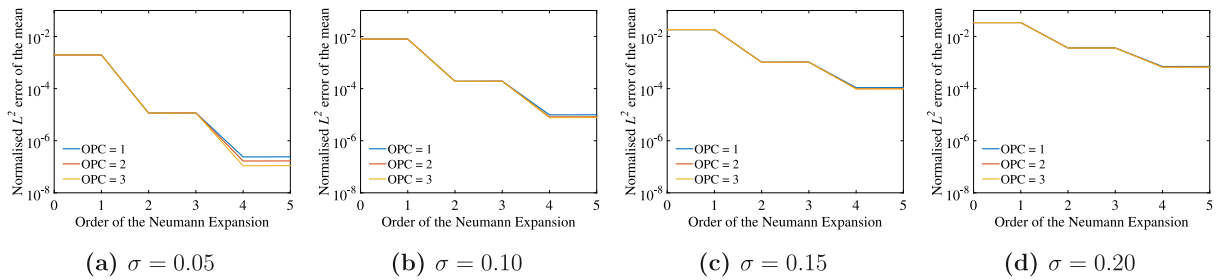 Normalised L² error of the mean
10⁻²
10⁻⁴
10⁻⁶
10⁻⁸
OPC = 1
OPC = 2
OPC = 3
0 1 2 3 4 5
Order of the Neumann Expansion
(a) σ = 0.05
Normalised L² error of the mean
10⁻²
10⁻⁴
10⁻⁶
10⁻⁸
OPC = 1
OPC = 2
OPC = 3
0 1 2 3 4 5
Order of the Neumann Expansion
(b) σ = 0.10
Normalised L² error of the mean
10⁻²
10⁻⁴
10⁻⁶
10⁻⁸
OPC = 1
OPC = 2
OPC = 3
0 1 2 3 4 5
Order of the Neumann Expansion
(c) σ = 0.15
Normalised L² error of the mean
10⁻²
10⁻⁴
10⁻⁶
10⁻⁸
OPC = 1
OPC = 2
OPC = 3
0 1 2 3 4 5
Order of the Neumann Expansion
(d) σ = 0.20